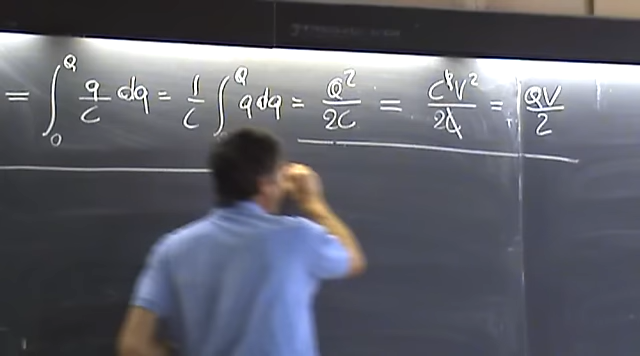 = ∫₀^Q q/C dq = 1/C ∫₀^Q q dq = Q²/2C = C²V²/2C = QV/2